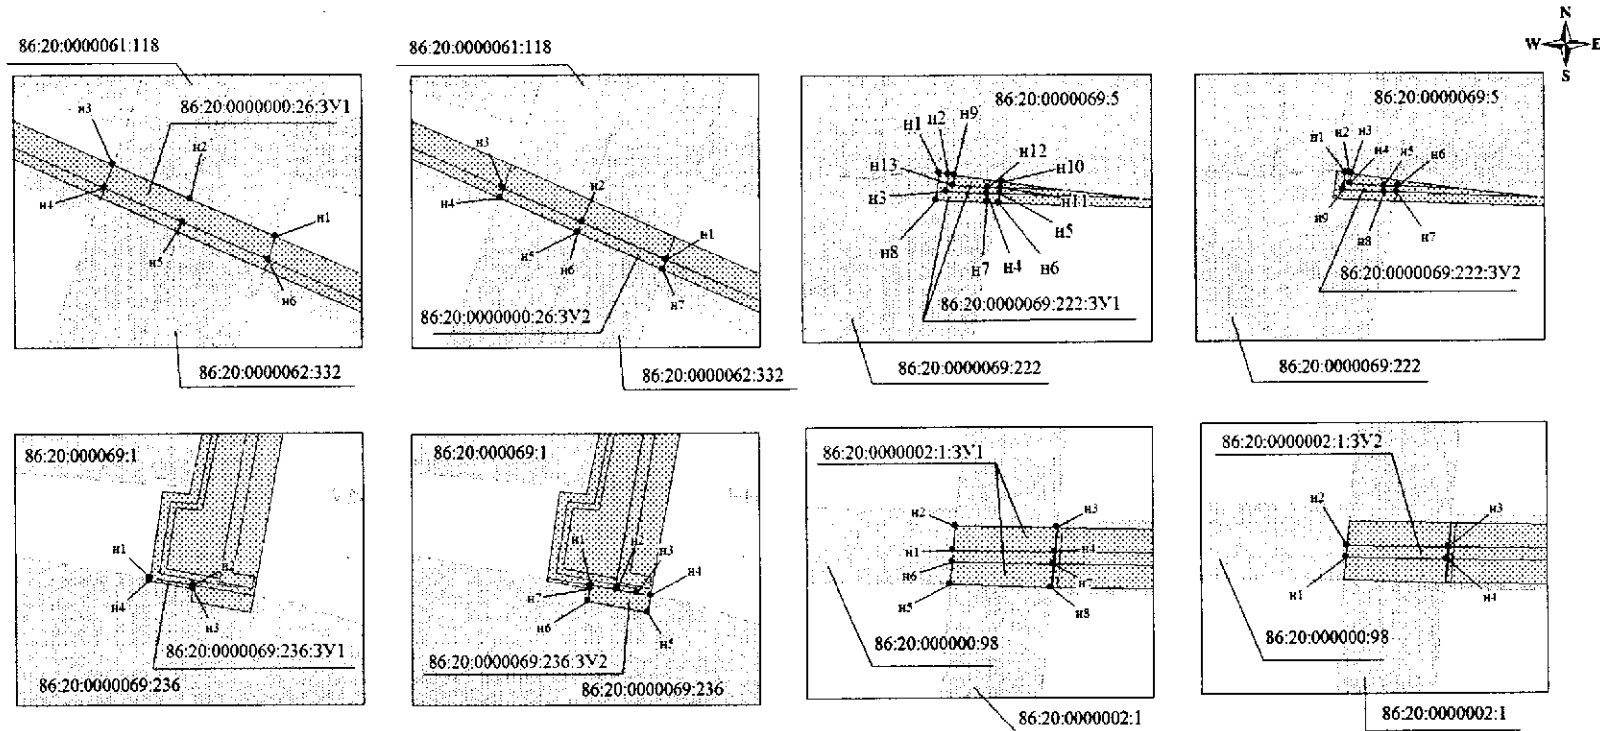 N
W E
S
86:20:0000061:118
86:20:0000000:26:ЗУ1
н3
н2
н4
н1
н5
н6
86:20:0000062:332
86:20:0000061:118
н3
н2
н4
н1
н5
н6
н7
86:20:0000000:26:ЗУ2
86:20:0000062:332
86:20:0000069:5
н1 н2 н9
н12
н13
н10
н3
н11
н5
н8
н7 н4 н6
86:20:0000069:222:ЗУ1
86:20:0000069:222
86:20:0000069:5
н1 н2 н3
н4 н5 н6
н9
н8
н7
86:20:0000069:222:ЗУ2
86:20:0000069:222
86:20:000069:1
н1
н2
н4
н3
86:20:0000069:236:ЗУ1
86:20:0000069:236
86:20:000069:1
н1
н2
н3
н4
н7
н6
н5
86:20:0000069:236:ЗУ2
86:20:0000069:236
86:20:0000002:1:ЗУ1
н2
н3
н1
н4
н6
н7
н5
н8
86:20:000000:98
86:20:0000002:1
86:20:0000002:1:ЗУ2
н2
н3
н1
н4
86:20:000000:98
86:20:0000002:1